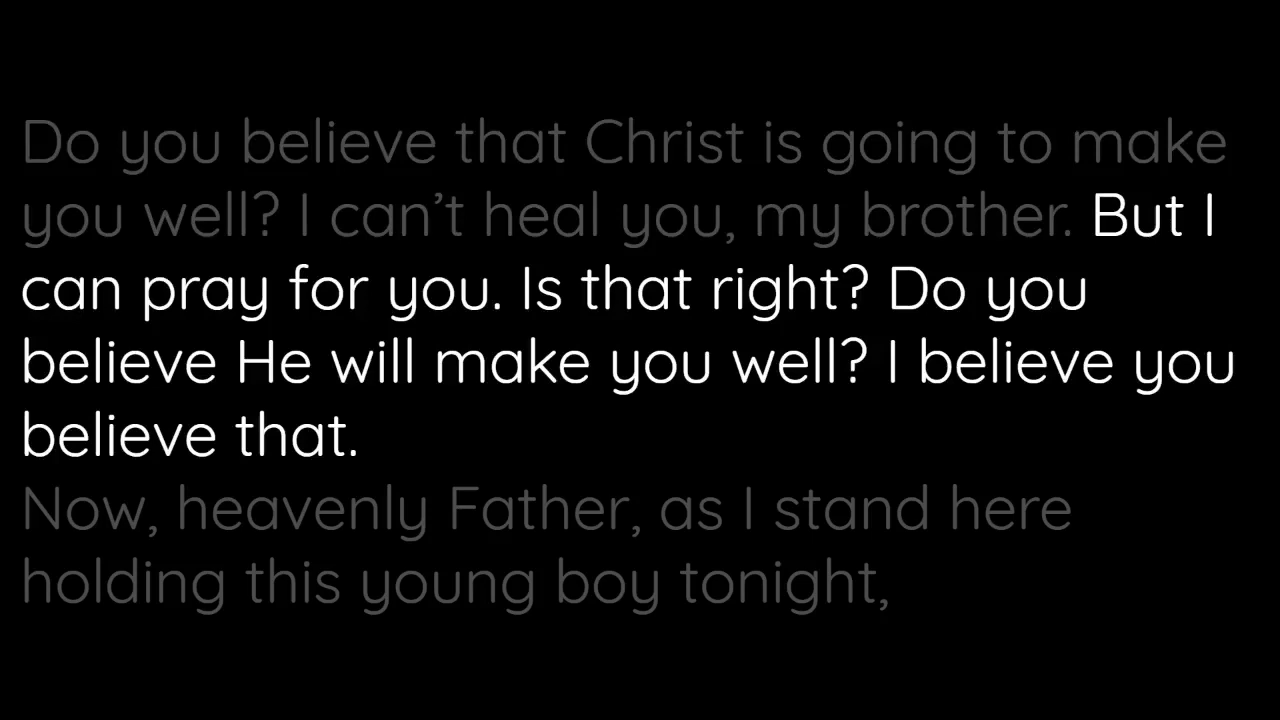 Do you believe that Christ is going to make
you well? I can’t heal you, my brother. But I
can pray for you. Is that right? Do you
believe He will make you well? I believe you
believe that.
Now, heavenly Father, as I stand here
holding this young boy tonight,